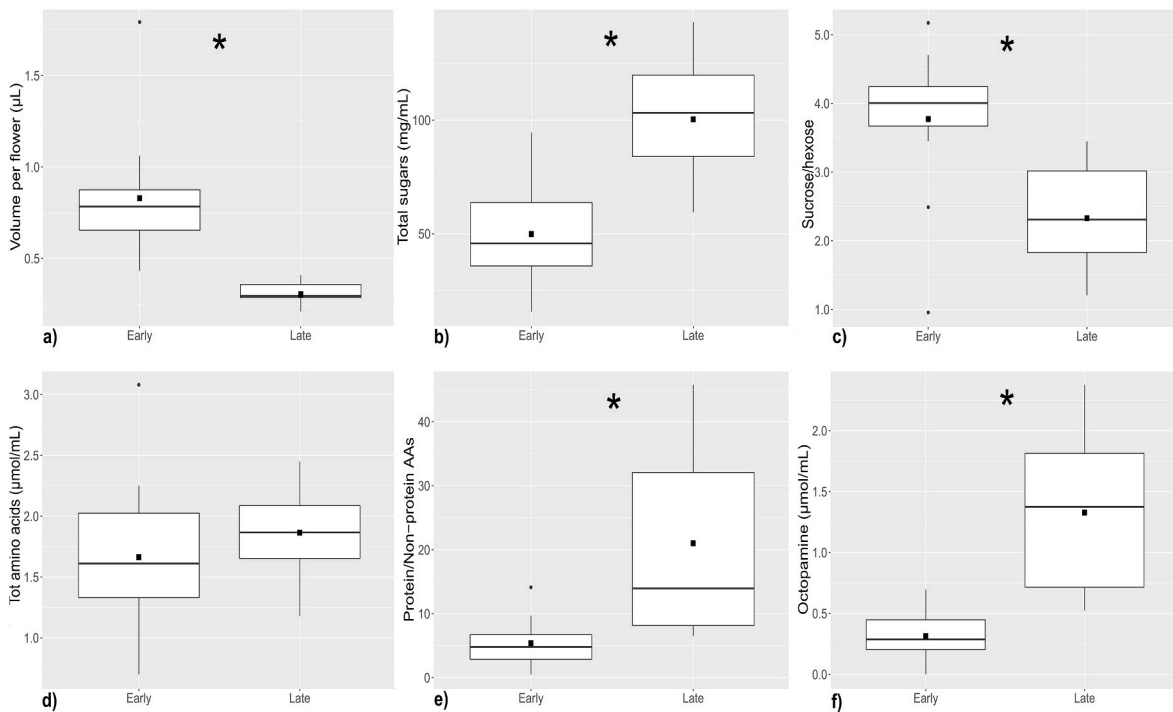 Volume per flower (μL)
1.5
1.0
0.5
*
Early
Late
a)
Total sugars (mg/mL)
100
50
*
Early
Late
b)
Sucrose/hexose
5.0
4.0
3.0
2.0
1.0
*
Early
Late
c)
Tot amino acids (μmol/mL)
3.0
2.5
2.0
1.5
1.0
Early
Late
d)
Protein/Non−protein AAs
40
30
20
10
0
*
Early
Late
e)
Octopamine (μmol/mL)
2.0
1.5
1.0
0.5
0.0
*
Early
Late
f)